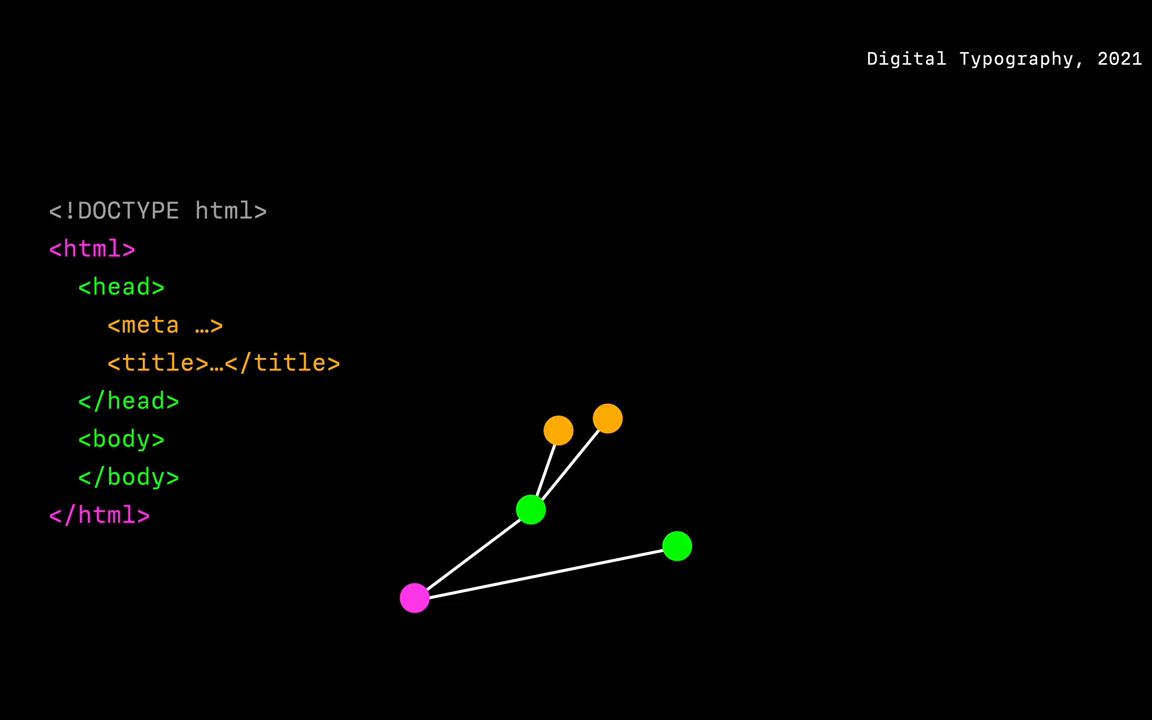 Digital Typography, 2021
<!DOCTYPE html>
<html>
<head>
<meta …>
<title>…</title>
</head>
<body>
</body>
</html>